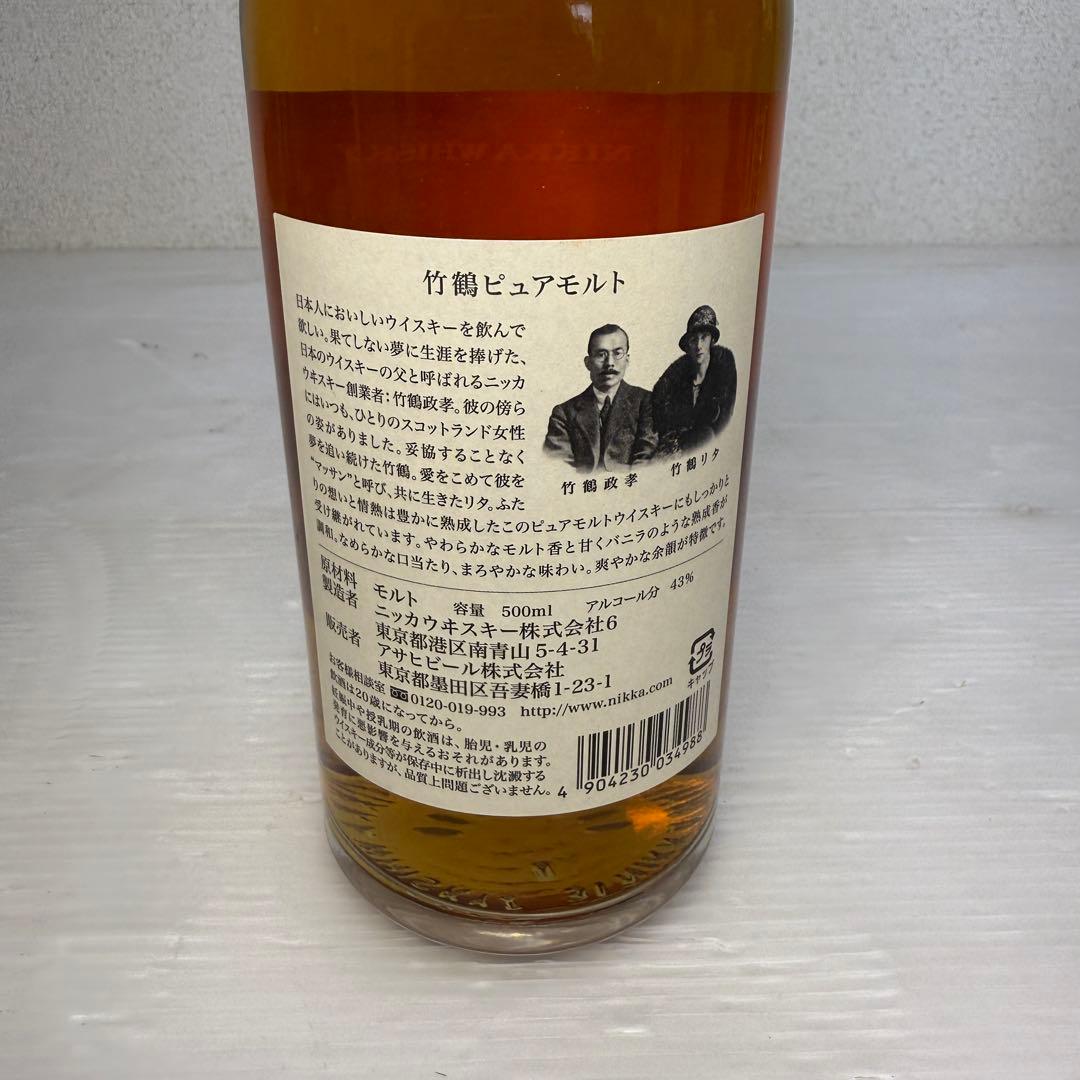 NIKKA WHISKY
竹鶴ピュアモルト
日本人においしいウイスキーを飲んで
欲しい。果てしない夢に生涯を捧げた、
日本のウイスキーの父と呼ばれるニッカ
ウヰスキー創業者；竹鶴政孝。彼の傍ら
にはいつも、ひとりのスコットランド女性
の姿がありました。妥協することなく
夢を追い続けた竹鶴。愛をこめて彼を
“マッサン”と呼び、共に生きたリタ。ふた
りの想いと情熱は豊かに熟成したこのピュアモルトウイスキーにもしっかりと
受け継がれています。やわらかなモルト香と甘くバニラのような熟成香が
調和。なめらかな口当たり、まろやかな味わい。爽やかな余韻が特徴です。
竹鶴政孝
竹鶴リタ
原材料 モルト 容量 500ml アルコール分 43%
製造者 ニッカウヰスキー株式会社6
東京都港区南青山5-4-31
販売者 アサヒビール株式会社
東京都墨田区吾妻橋1-23-1
お客様相談室 0120-019-993 http://www.nikka.com
飲酒は20歳になってから。
妊娠中や授乳期の飲酒は、胎児・乳児の
発育に悪影響を与えるおそれがあります。
ウイスキー成分等が保存中に析出し沈澱する
ことがありますが、品質上問題ございません。
プラ
キャップ
4 904230 034988